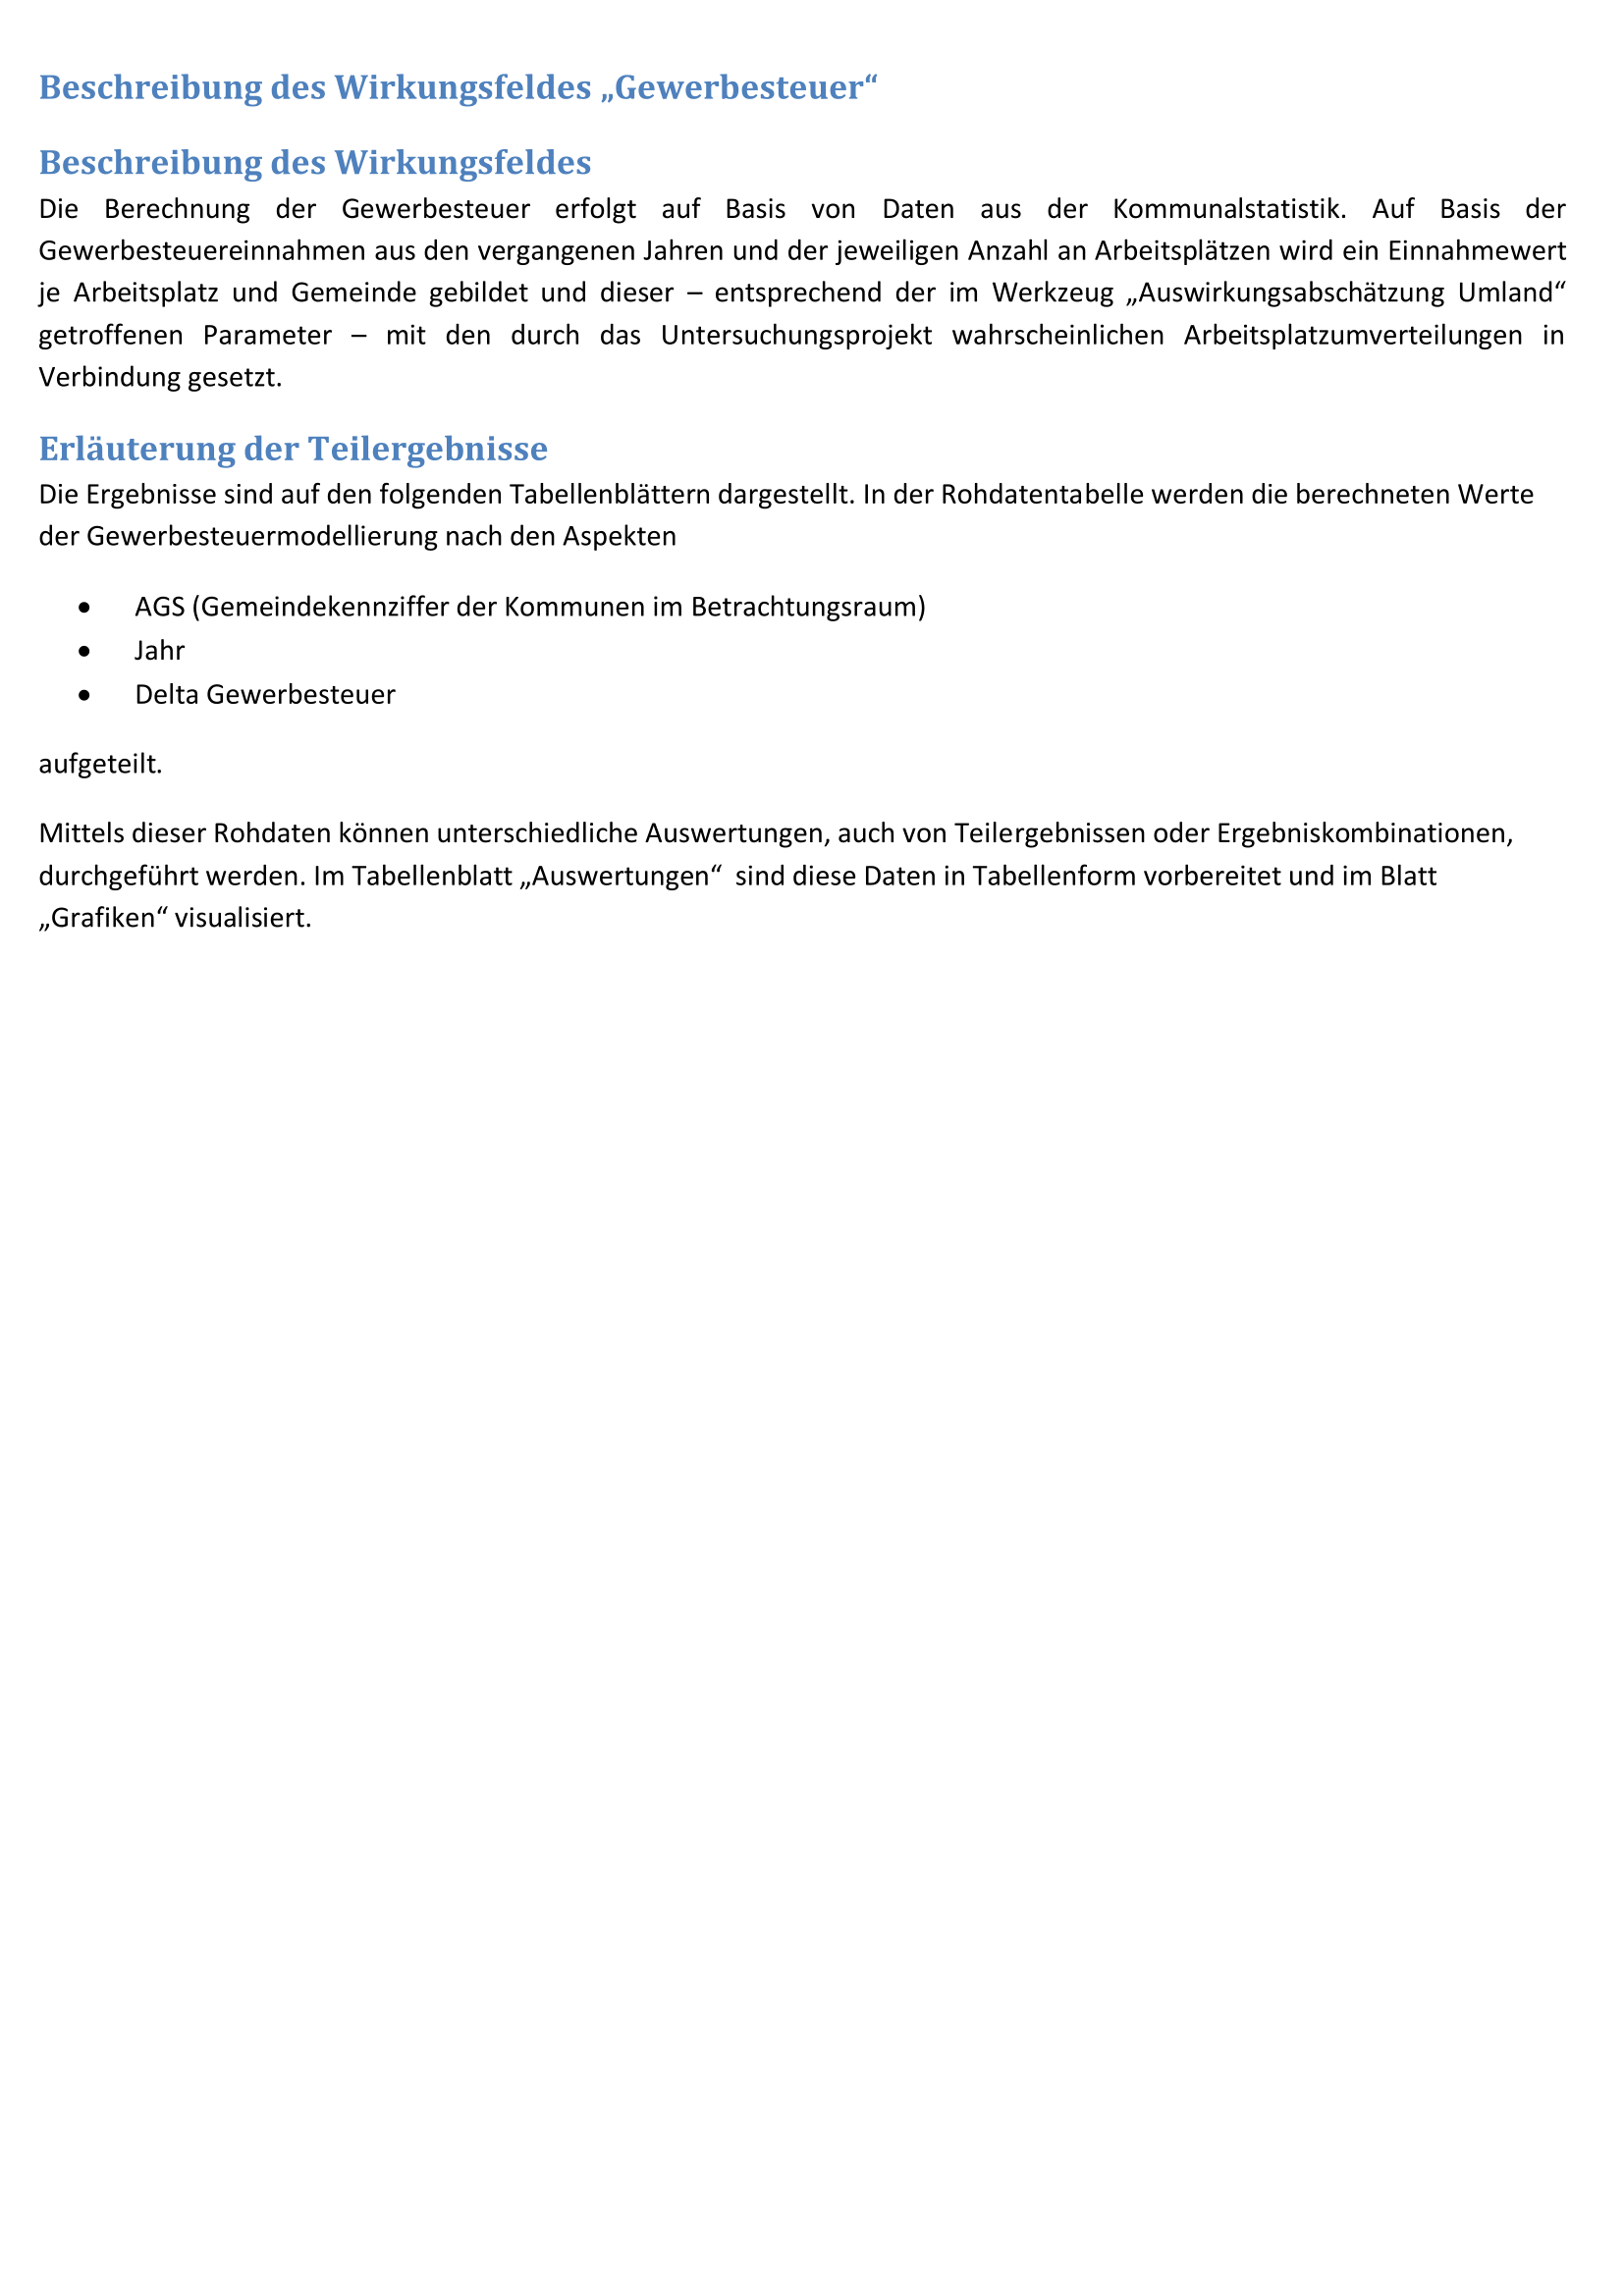 Beschreibung des Wirkungsfeldes „Gewerbesteuer“
Beschreibung des Wirkungsfeldes
Die Berechnung der Gewerbesteuer erfolgt auf Basis von Daten aus der Kommunalstatistik. Auf Basis der
Gewerbesteuereinnahmen aus den vergangenen Jahren und der jeweiligen Anzahl an Arbeitsplätzen wird ein Einnahmewert
je Arbeitsplatz und Gemeinde gebildet und dieser – entsprechend der im Werkzeug „Auswirkungsabschätzung Umland“
getroffenen Parameter – mit den durch das Untersuchungsprojekt wahrscheinlichen Arbeitsplatzumverteilungen in
Verbindung gesetzt.
Erläuterung der Teilergebnisse
Die Ergebnisse sind auf den folgenden Tabellenblättern dargestellt. In der Rohdatentabelle werden die berechneten Werte
der Gewerbesteuermodellierung nach den Aspekten
• AGS (Gemeindekennziffer der Kommunen im Betrachtungsraum)
• Jahr
• Delta Gewerbesteuer
aufgeteilt.
Mittels dieser Rohdaten können unterschiedliche Auswertungen, auch von Teilergebnissen oder Ergebniskombinationen,
durchgeführt werden. Im Tabellenblatt „Auswertungen“ sind diese Daten in Tabellenform vorbereitet und im Blatt
„Grafiken“ visualisiert.